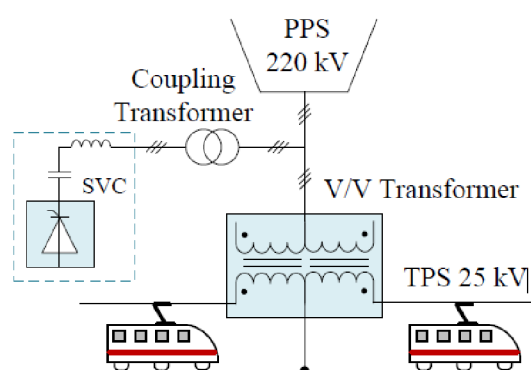 PPS
220 kV
Coupling
Transformer
SVC
V/V Transformer
TPS 25 kV